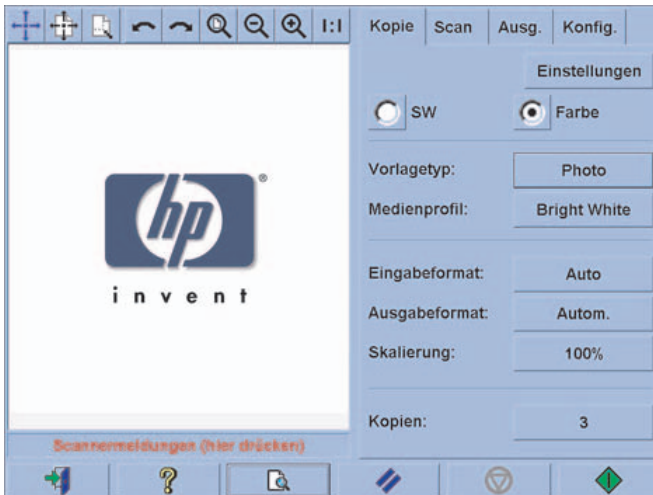 1:1
Kopie Scan Ausg. Konfig.
Einstellungen
SW Farbe
Vorlagetyp: Photo
Medienprofil: Bright White
hp ®
invent
Eingabeformat: Auto
Ausgabeformat: Autom.
Skalierung: 100%
Kopien: 3
Scannermeldungen (hier drücken)
?